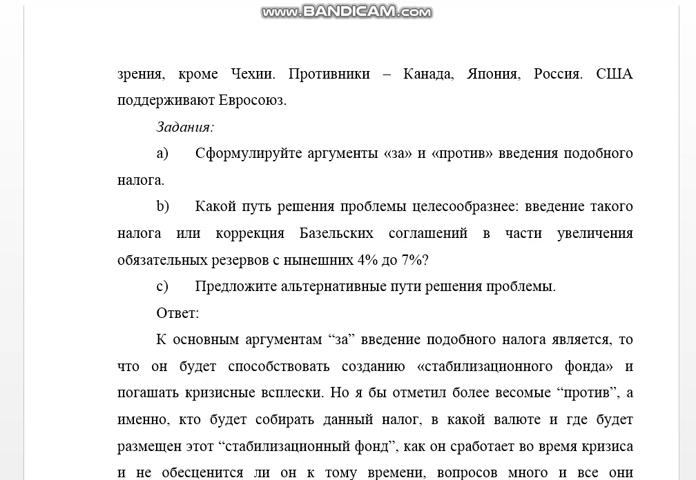 www.BANDICAM.com
зрения, кроме Чехии. Противники – Канада, Япония, Россия. США
поддерживают Евросоюз.
Задания:
a) Сформулируйте аргументы «за» и «против» введения подобного
налога.
b) Какой путь решения проблемы целесообразнее: введение такого
налога или коррекция Базельских соглашений в части увеличения
обязательных резервов с нынешних 4% до 7%?
c) Предложите альтернативные пути решения проблемы.
Ответ:
К основным аргументам “за” введение подобного налога является, то
что он будет способствовать созданию «стабилизационного фонда» и
погашать кризисные всплески. Но я бы отметил более весомые “против”, а
именно, кто будет собирать данный налог, в какой валюте и где будет
размещен этот “стабилизационный фонд”, как он сработает во время кризиса
и не обесценится ли он к тому времени, вопросов много и все они